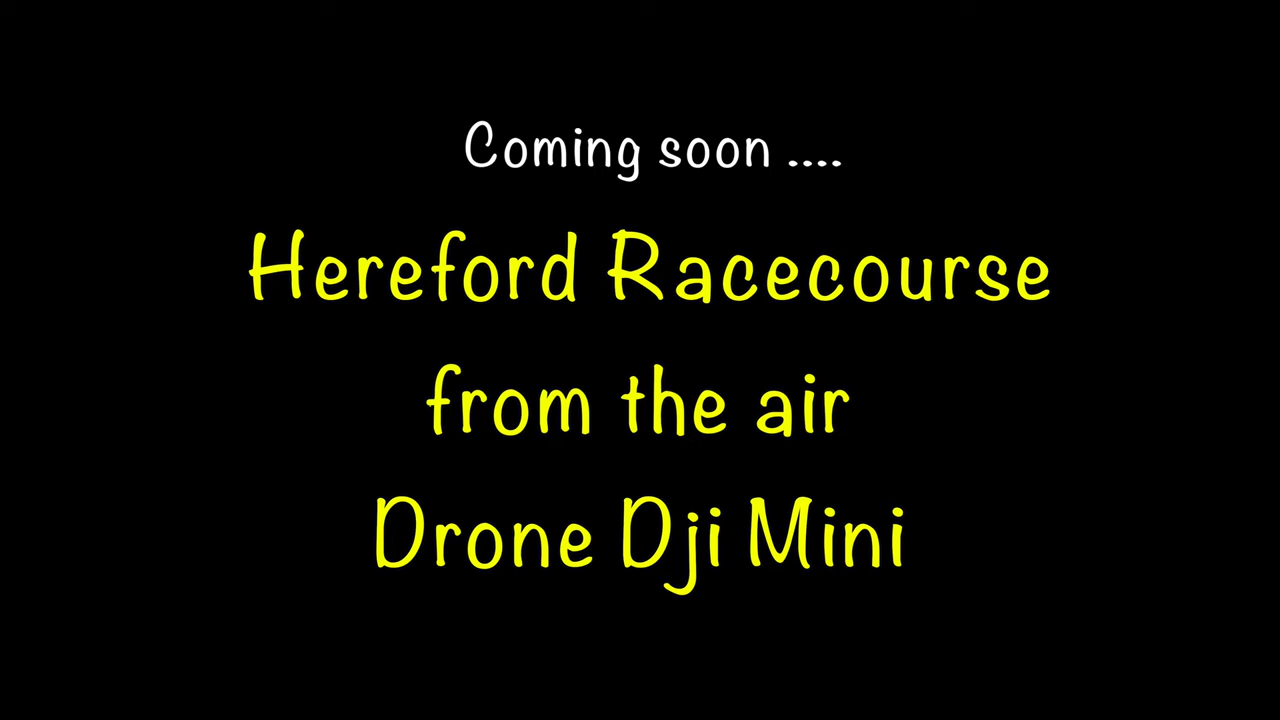 Coming soon ....
Hereford Racecourse
from the air
Drone Dji Mini